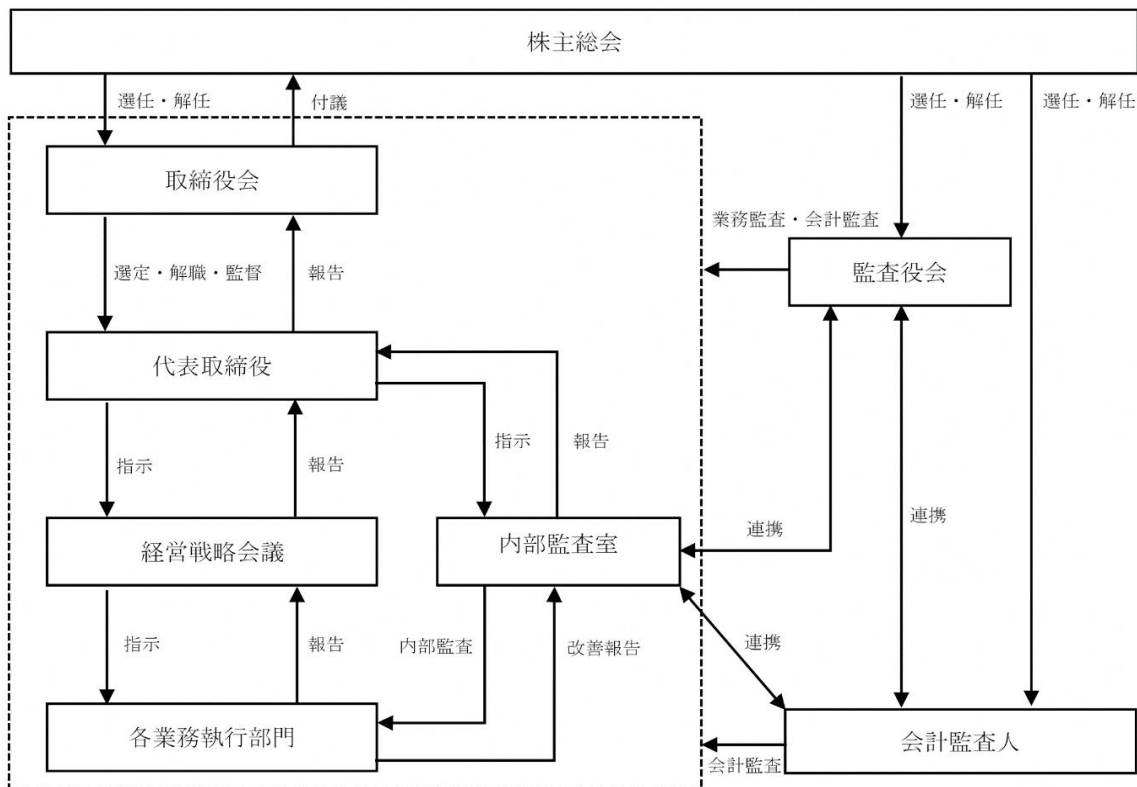 株主総会
選任・解任
付議
選任・解任
選任・解任
取締役会
業務監査・会計監査
監査役会
選定・解職・監督
報告
代表取締役
指示
報告
指示
報告
経営戦略会議
内部監査室
連携
連携
指示
報告
内部監査
改善報告
連携
各業務執行部門
会計監査人
会計監査